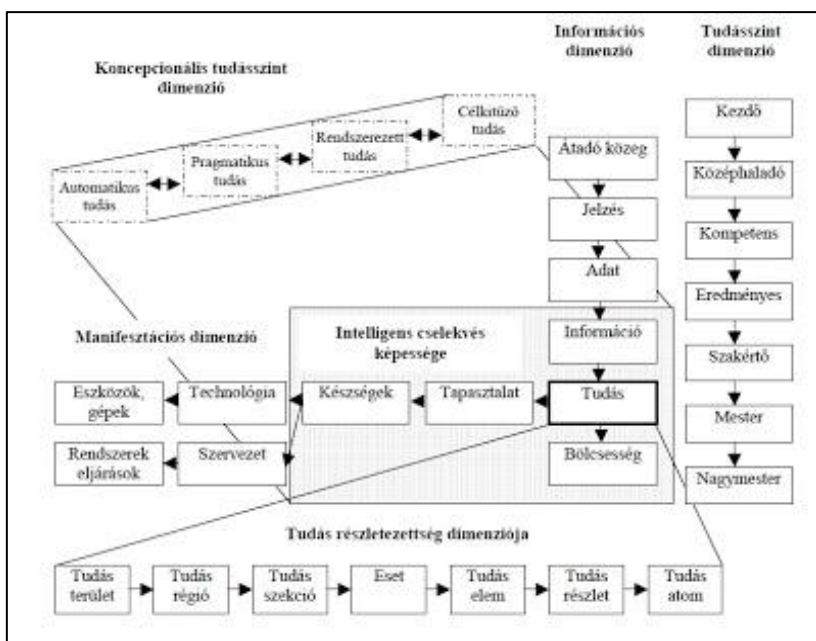 Koncepcionális tudásszint
dimenzió
Információs
dimenzió
Tudásszint
dimenzió
Automatikus
tudás
Pragmatikus
tudás
Rendszerezett
tudás
Célkitűző
tudás
Átadó közeg
Jelzés
Adat
Információ
Tudás
Bölcsesség
Kezdő
Középhaladó
Kompetens
Eredményes
Szakértő
Mester
Nagymester
Manifesztációs dimenzió
Intelligens cselekvés
képessége
Eszközök,
gépek
Technológia
Készségek
Tapasztalat
Rendszerek
eljárások
Szervezet
Tudás részletezettség dimenziója
Tudás
terület
Tudás
régió
Tudás
szekció
Eset
Tudás
elem
Tudás
részlet
Tudás
atom